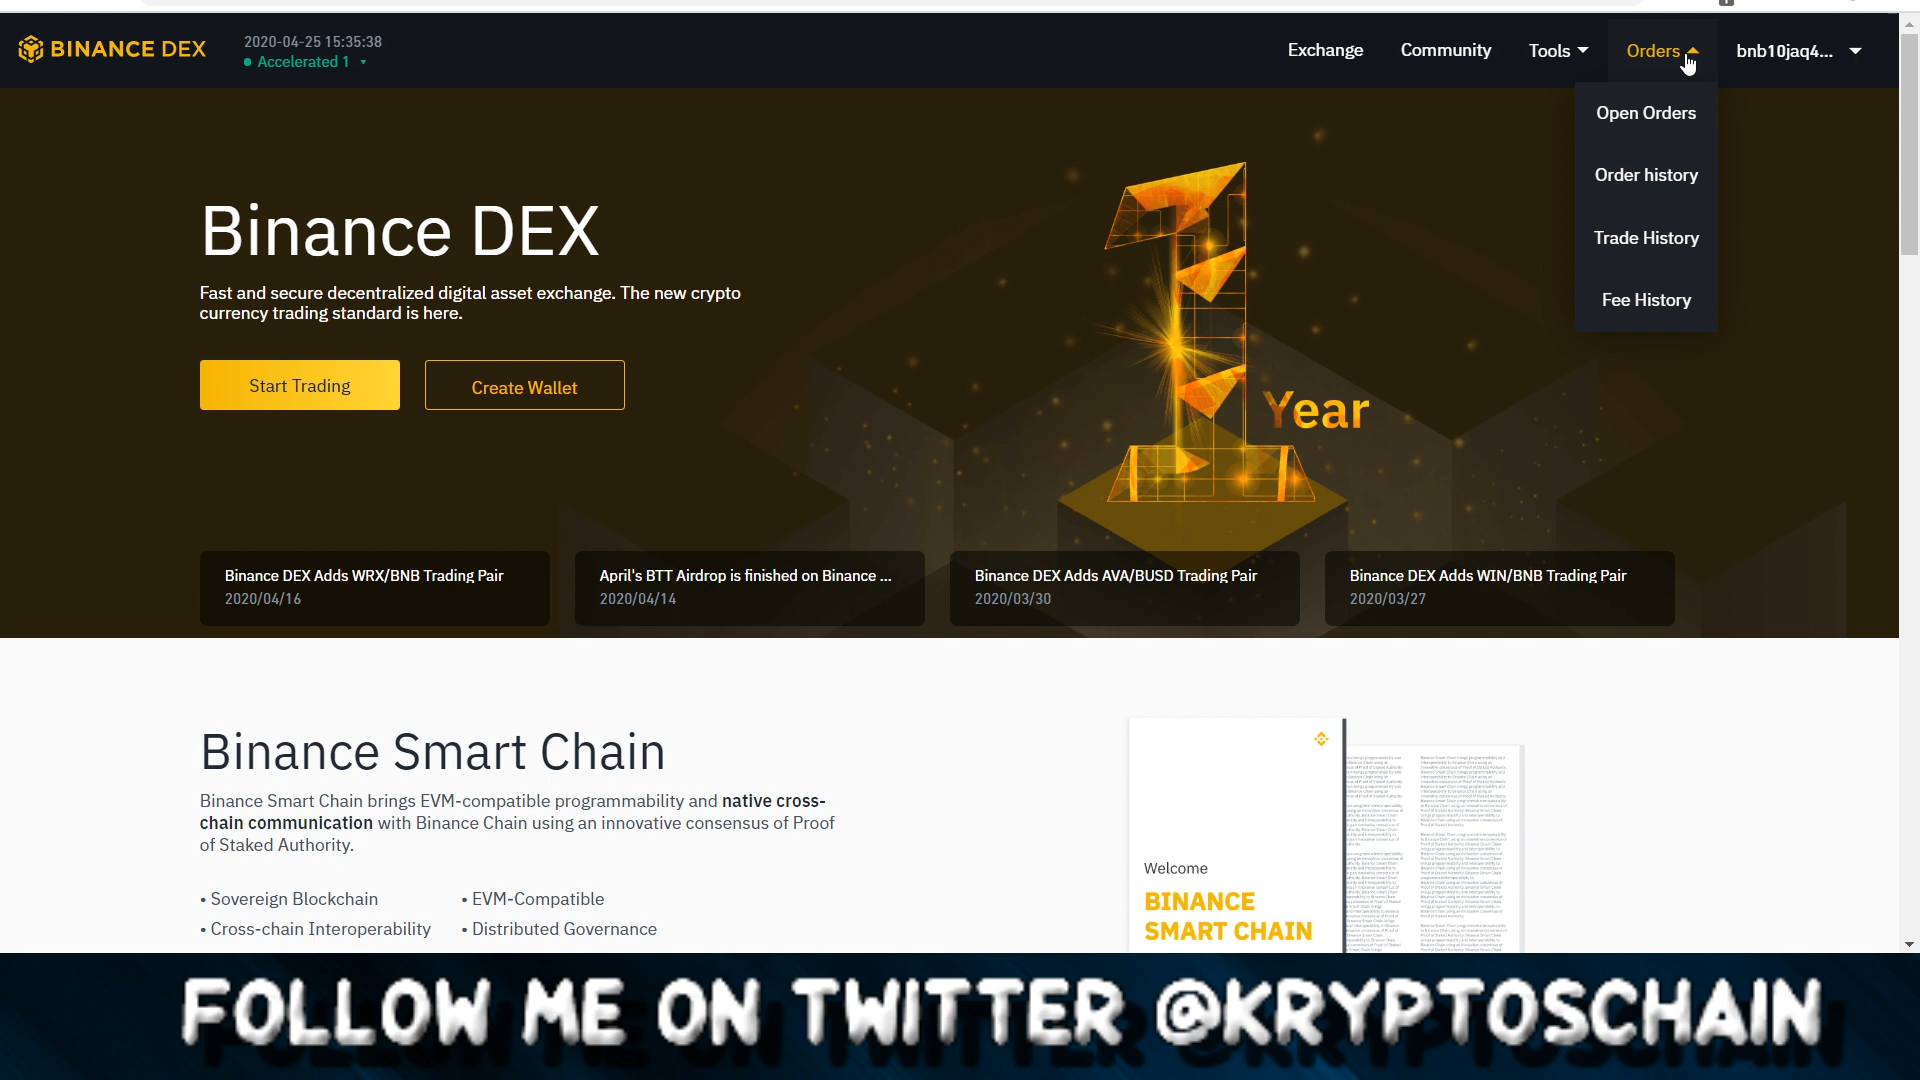 BINANCE DEX
2020-04-25 15:35:38
Accelerated 1
Exchange
Community
Tools
Orders
bnb10jaq4...
Open Orders
Order history
Trade History
Fee History
Binance DEX
Fast and secure decentralized digital asset exchange. The new crypto
currency trading standard is here.
Start Trading
Create Wallet
1
Year
Binance DEX Adds WRX/BNB Trading Pair
2020/04/16
April's BTT Airdrop is finished on Binance ...
2020/04/14
Binance DEX Adds AVA/BUSD Trading Pair
2020/03/30
Binance DEX Adds WIN/BNB Trading Pair
2020/03/27
Binance Smart Chain
Binance Smart Chain brings EVM-compatible programmability and native cross-
chain communication with Binance Chain using an innovative consensus of Proof
of Staked Authority.
• Sovereign Blockchain
• EVM-Compatible
• Cross-chain Interoperability
• Distributed Governance
Welcome
BINANCE
SMART CHAIN
FOLLOW ME ON TWITTER @KRYPTOSCHAIN